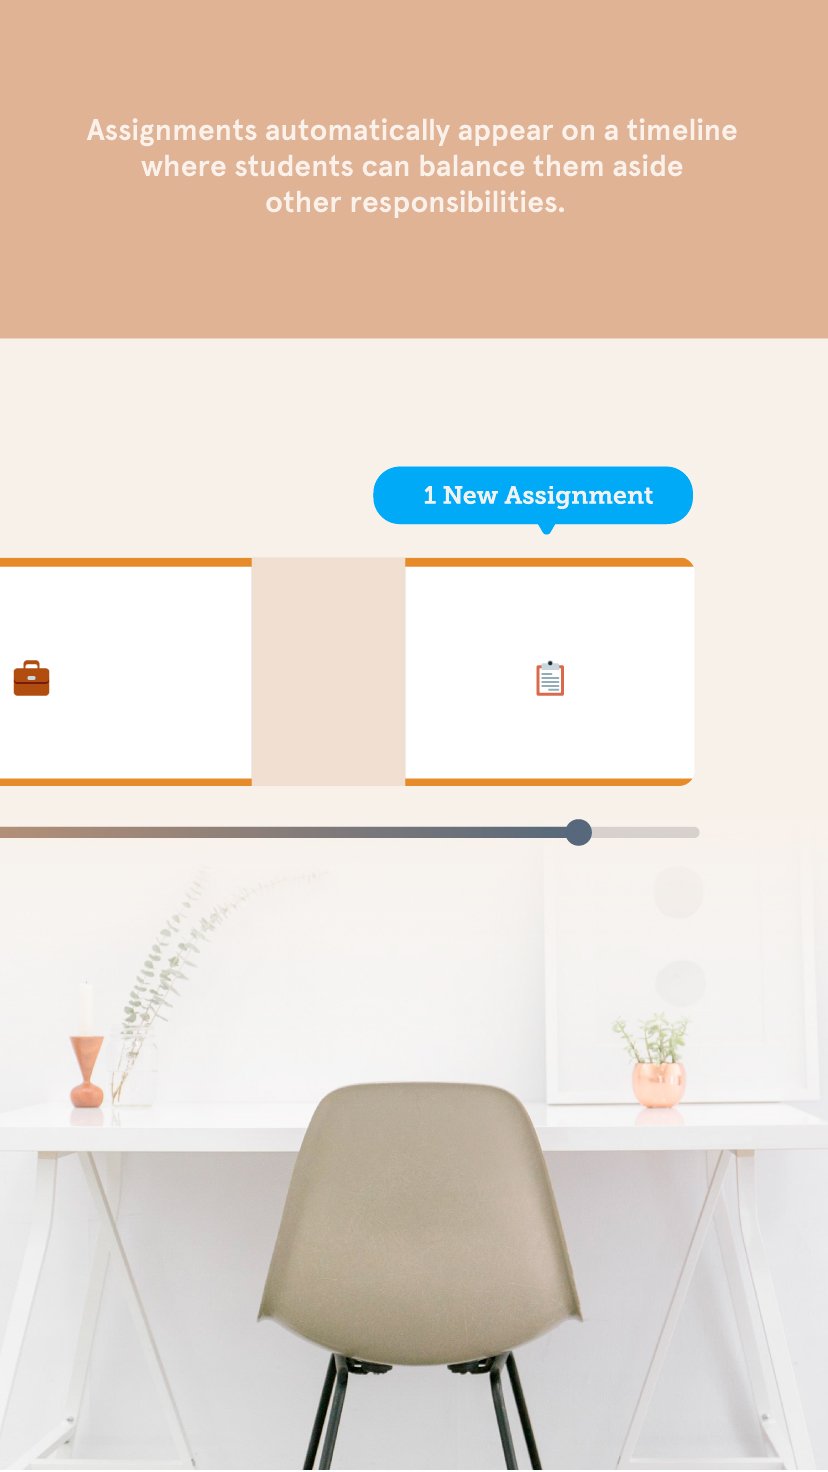 Assignments automatically appear on a timeline
where students can balance them aside
other responsibilities.
1 New Assignment